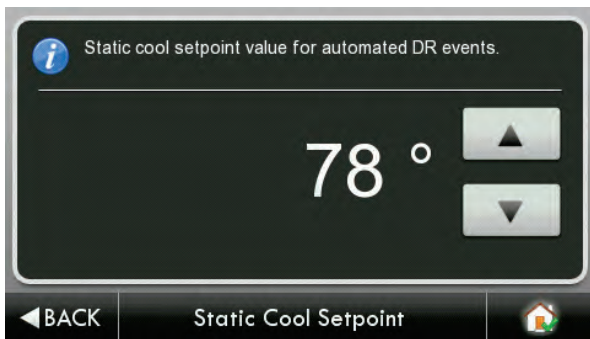 Static cool setpoint value for automated DR events.
78 °
◀BACK
Static Cool Setpoint